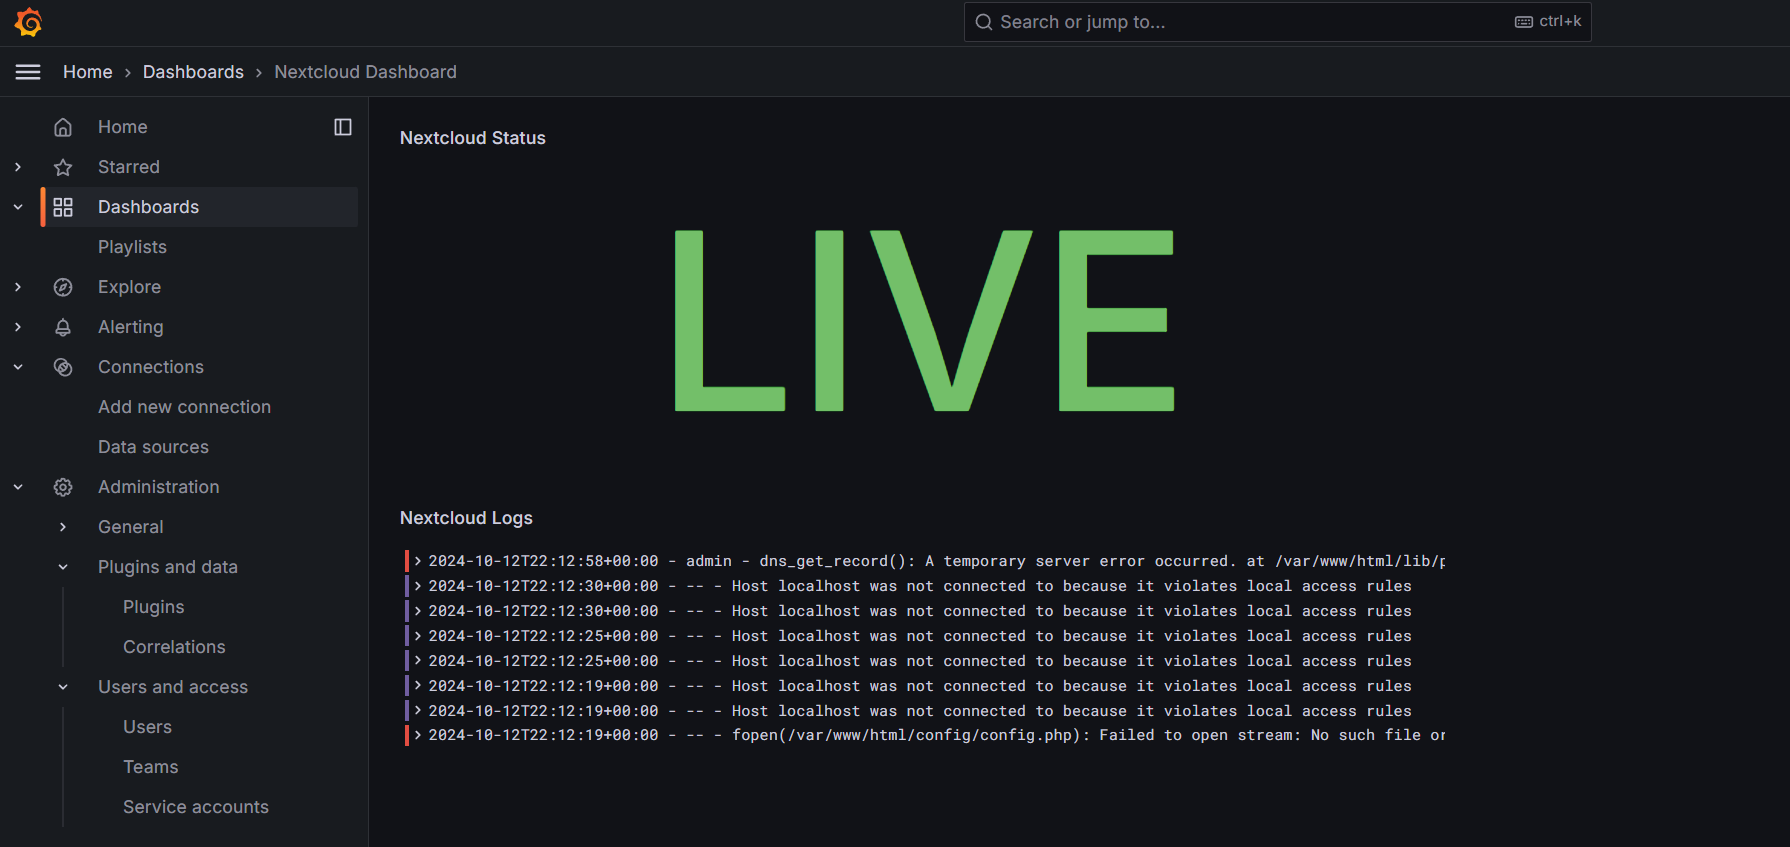 Search or jump to...
ctrl+k
Home › Dashboards › Nextcloud Dashboard
Home
Starred
Dashboards
Playlists
Explore
Alerting
Connections
Add new connection
Data sources
Administration
General
Plugins and data
Plugins
Correlations
Users and access
Users
Teams
Service accounts
Nextcloud Status
LIVE
Nextcloud Logs
2024-10-12T22:12:58+00:00 - admin - dns_get_record(): A temporary server error occurred. at /var/www/html/lib/p
2024-10-12T22:12:30+00:00 - -- - Host localhost was not connected to because it violates local access rules
2024-10-12T22:12:30+00:00 - -- - Host localhost was not connected to because it violates local access rules
2024-10-12T22:12:25+00:00 - -- - Host localhost was not connected to because it violates local access rules
2024-10-12T22:12:25+00:00 - -- - Host localhost was not connected to because it violates local access rules
2024-10-12T22:12:19+00:00 - -- - Host localhost was not connected to because it violates local access rules
2024-10-12T22:12:19+00:00 - -- - Host localhost was not connected to because it violates local access rules
2024-10-12T22:12:19+00:00 - -- - fopen(/var/www/html/config/config.php): Failed to open stream: No such file or